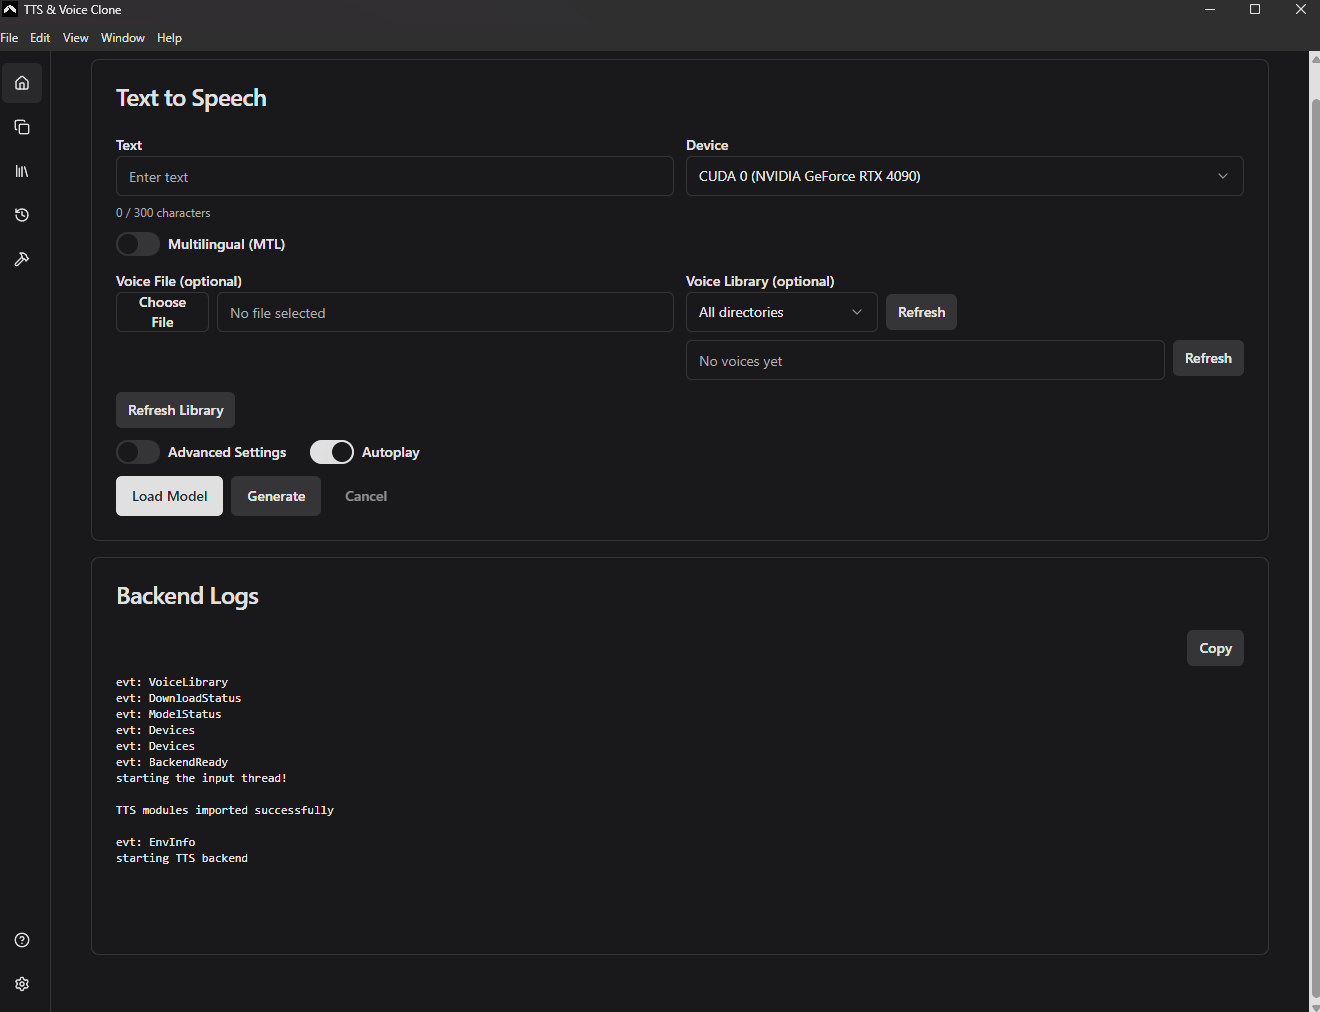 TTS & Voice Clone
File Edit View Window Help
Text to Speech
Text
Device
Enter text
CUDA 0 (NVIDIA GeForce RTX 4090)
0 / 300 characters
Multilingual (MTL)
Voice File (optional)
Voice Library (optional)
Choose
File
No file selected
All directories
Refresh
No voices yet
Refresh
Refresh Library
Advanced Settings
Autoplay
Load Model
Generate
Cancel
Backend Logs
Copy
evt: VoiceLibrary
evt: DownloadStatus
evt: ModelStatus
evt: Devices
evt: Devices
evt: BackendReady
starting the input thread!
TTS modules imported successfully
evt: EnvInfo
starting TTS backend